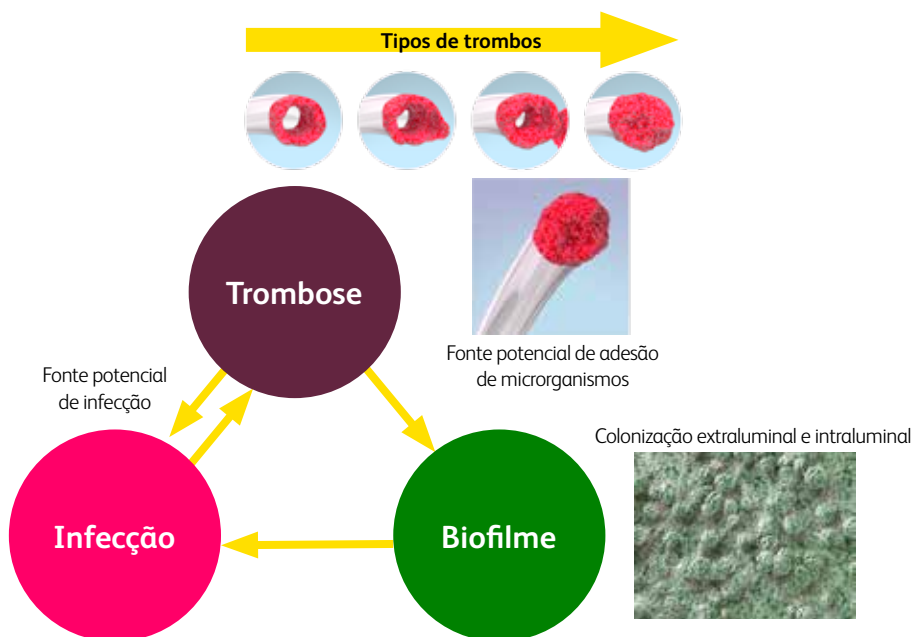 Tipos de trombos
Trombose
Fonte potencial de adesão
de microrganismos
Fonte potencial
de infecção
Colonização extraluminal e intraluminal
Infecção
Biofilme